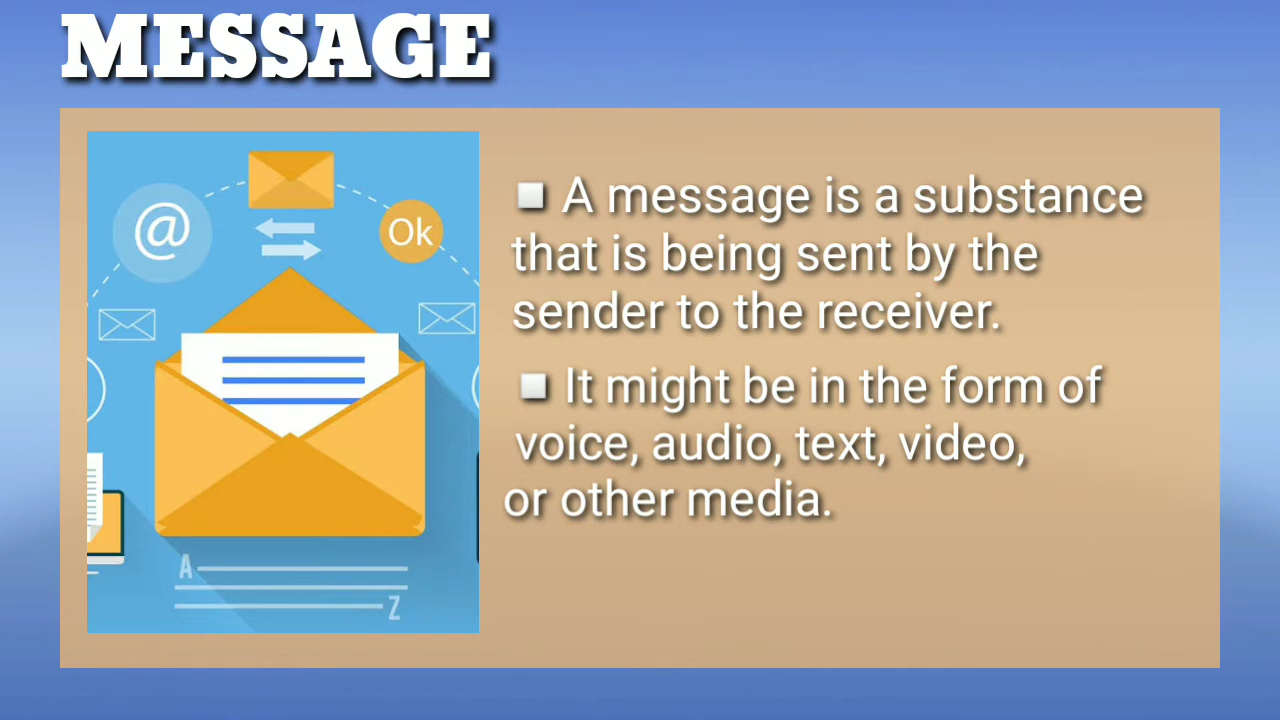 MESSAGE
@
Ok
A
Z
◻ A message is a substance
that is being sent by the
sender to the receiver.
◻ It might be in the form of
voice, audio, text, video,
or other media.